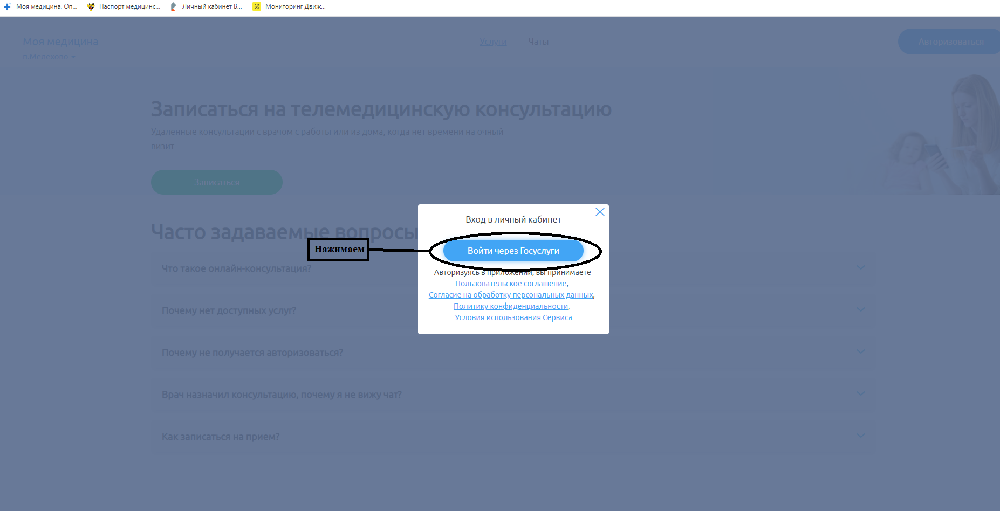 Моя медицина. Оп...
Паспорт медицинс...
Личный кабинет В...
Мониторинг Движ...
Моя медицина
п.Мелехово
Услуги
Чаты
Авторизоваться
Записаться на телемедицинскую консультацию
Удаленные консультации с врачом с работы или из дома, когда нет времени на очный
визит
Записаться
Часто задаваемые вопросы
Вход в личный кабинет
Нажимаем
Войти через Госуслуги
Авторизуясь в приложении, вы принимаете
Пользовательское соглашение,
Согласие на обработку персональных данных,
Политику конфиденциальности,
Условия использования Сервиса
Что такое онлайн-консультация?
Почему нет доступных услуг?
Почему не получается авторизоваться?
Врач назначил консультацию, почему я не вижу чат?
Как записаться на прием?